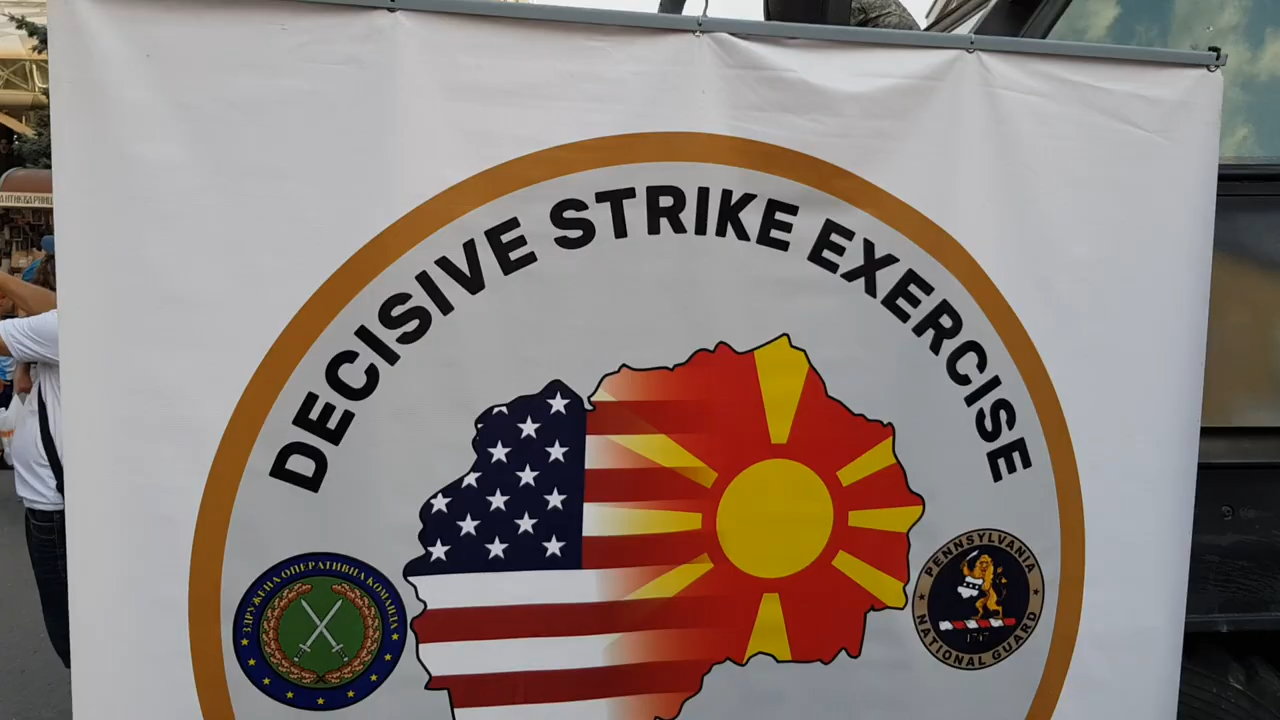 DECISIVE STRIKE EXERCISE
ЗДРУЖЕНА ОПЕРАТИВНА КОМАНДА
PENNSYLVANIA
1747
NATIONAL GUARD